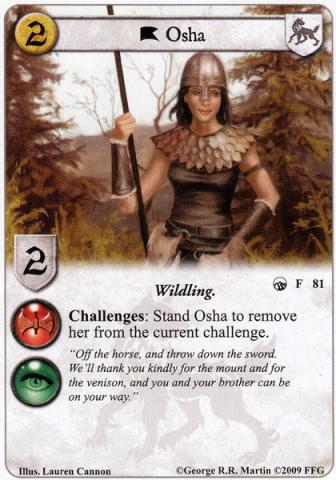 2
Osha
2
Wildling.
F 81
Challenges: Stand Osha to remove
her from the current challenge.
“Off the horse, and throw down the sword.
We’ll thank you kindly for the mount and for
the venison, and you and your brother can be
on your way.”
Illus. Lauren Cannon
©George R.R. Martin ©2009 FFG